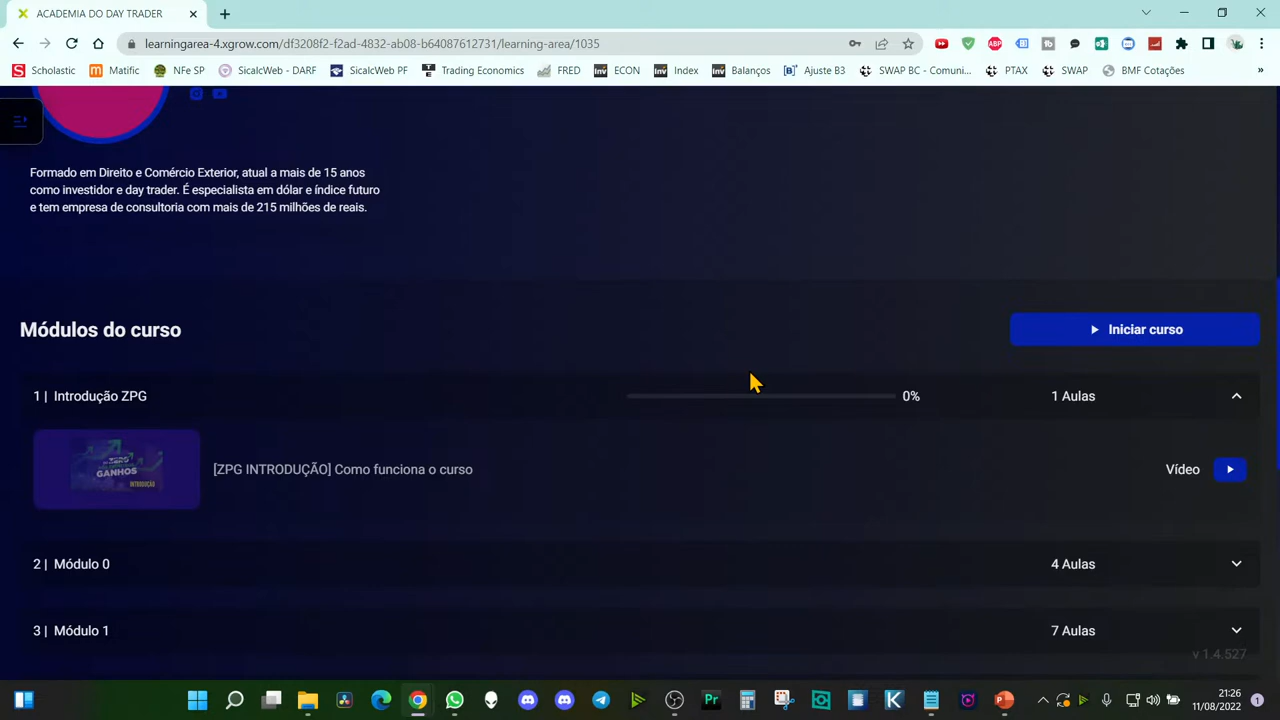 ACADEMIA DO DAY TRADER
learningarea-4.xgrow.com/df9208f2-f2ad-4832-ab08-b6408f612731/learning-area/1035
Scholastic Matific NFe SP SicalcWeb - DARF SicalcWeb PF Trading Economics FRED ECON Index Balanços Ajuste B3 SWAP BC - Comuni... PTAX SWAP BMF Cotações »
Formado em Direito e Comércio Exterior, atual a mais de 15 anos
como investidor e day trader. É especialista em dólar e índice futuro
e tem empresa de consultoria com mais de 215 milhões de reais.
Módulos do curso
Iniciar curso
1 | Introdução ZPG 0% 1 Aulas
GANHOS
INTRODUÇÃO
[ZPG INTRODUÇÃO] Como funciona o curso Vídeo
2 | Módulo 0 4 Aulas
3 | Módulo 1 7 Aulas
v 1.4.527
21:26
11/08/2022